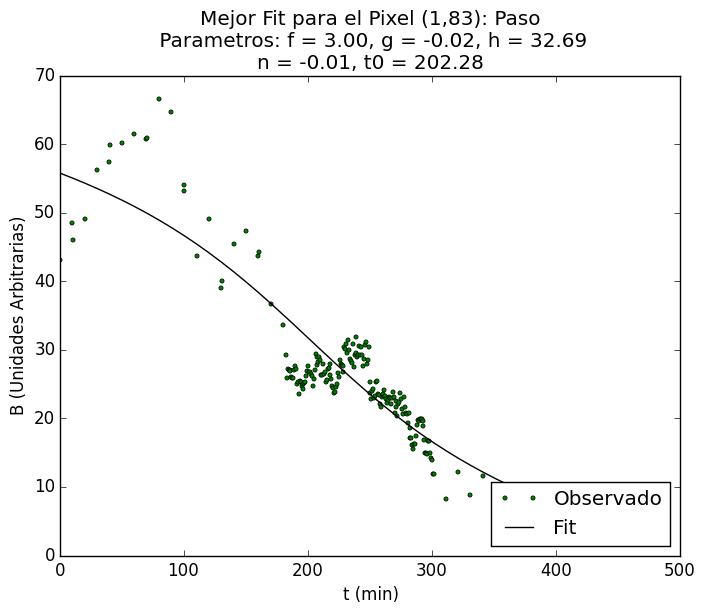 Mejor Fit para el Pixel (1,83): Paso
Parametros: f = 3.00, g = -0.02, h = 32.69
n = -0.01, t0 = 202.28
70
60
50
40
30
20
10
0
B (Unidades Arbitrarias)
Observado
Fit
0 100 200 300 400 500
t (min)